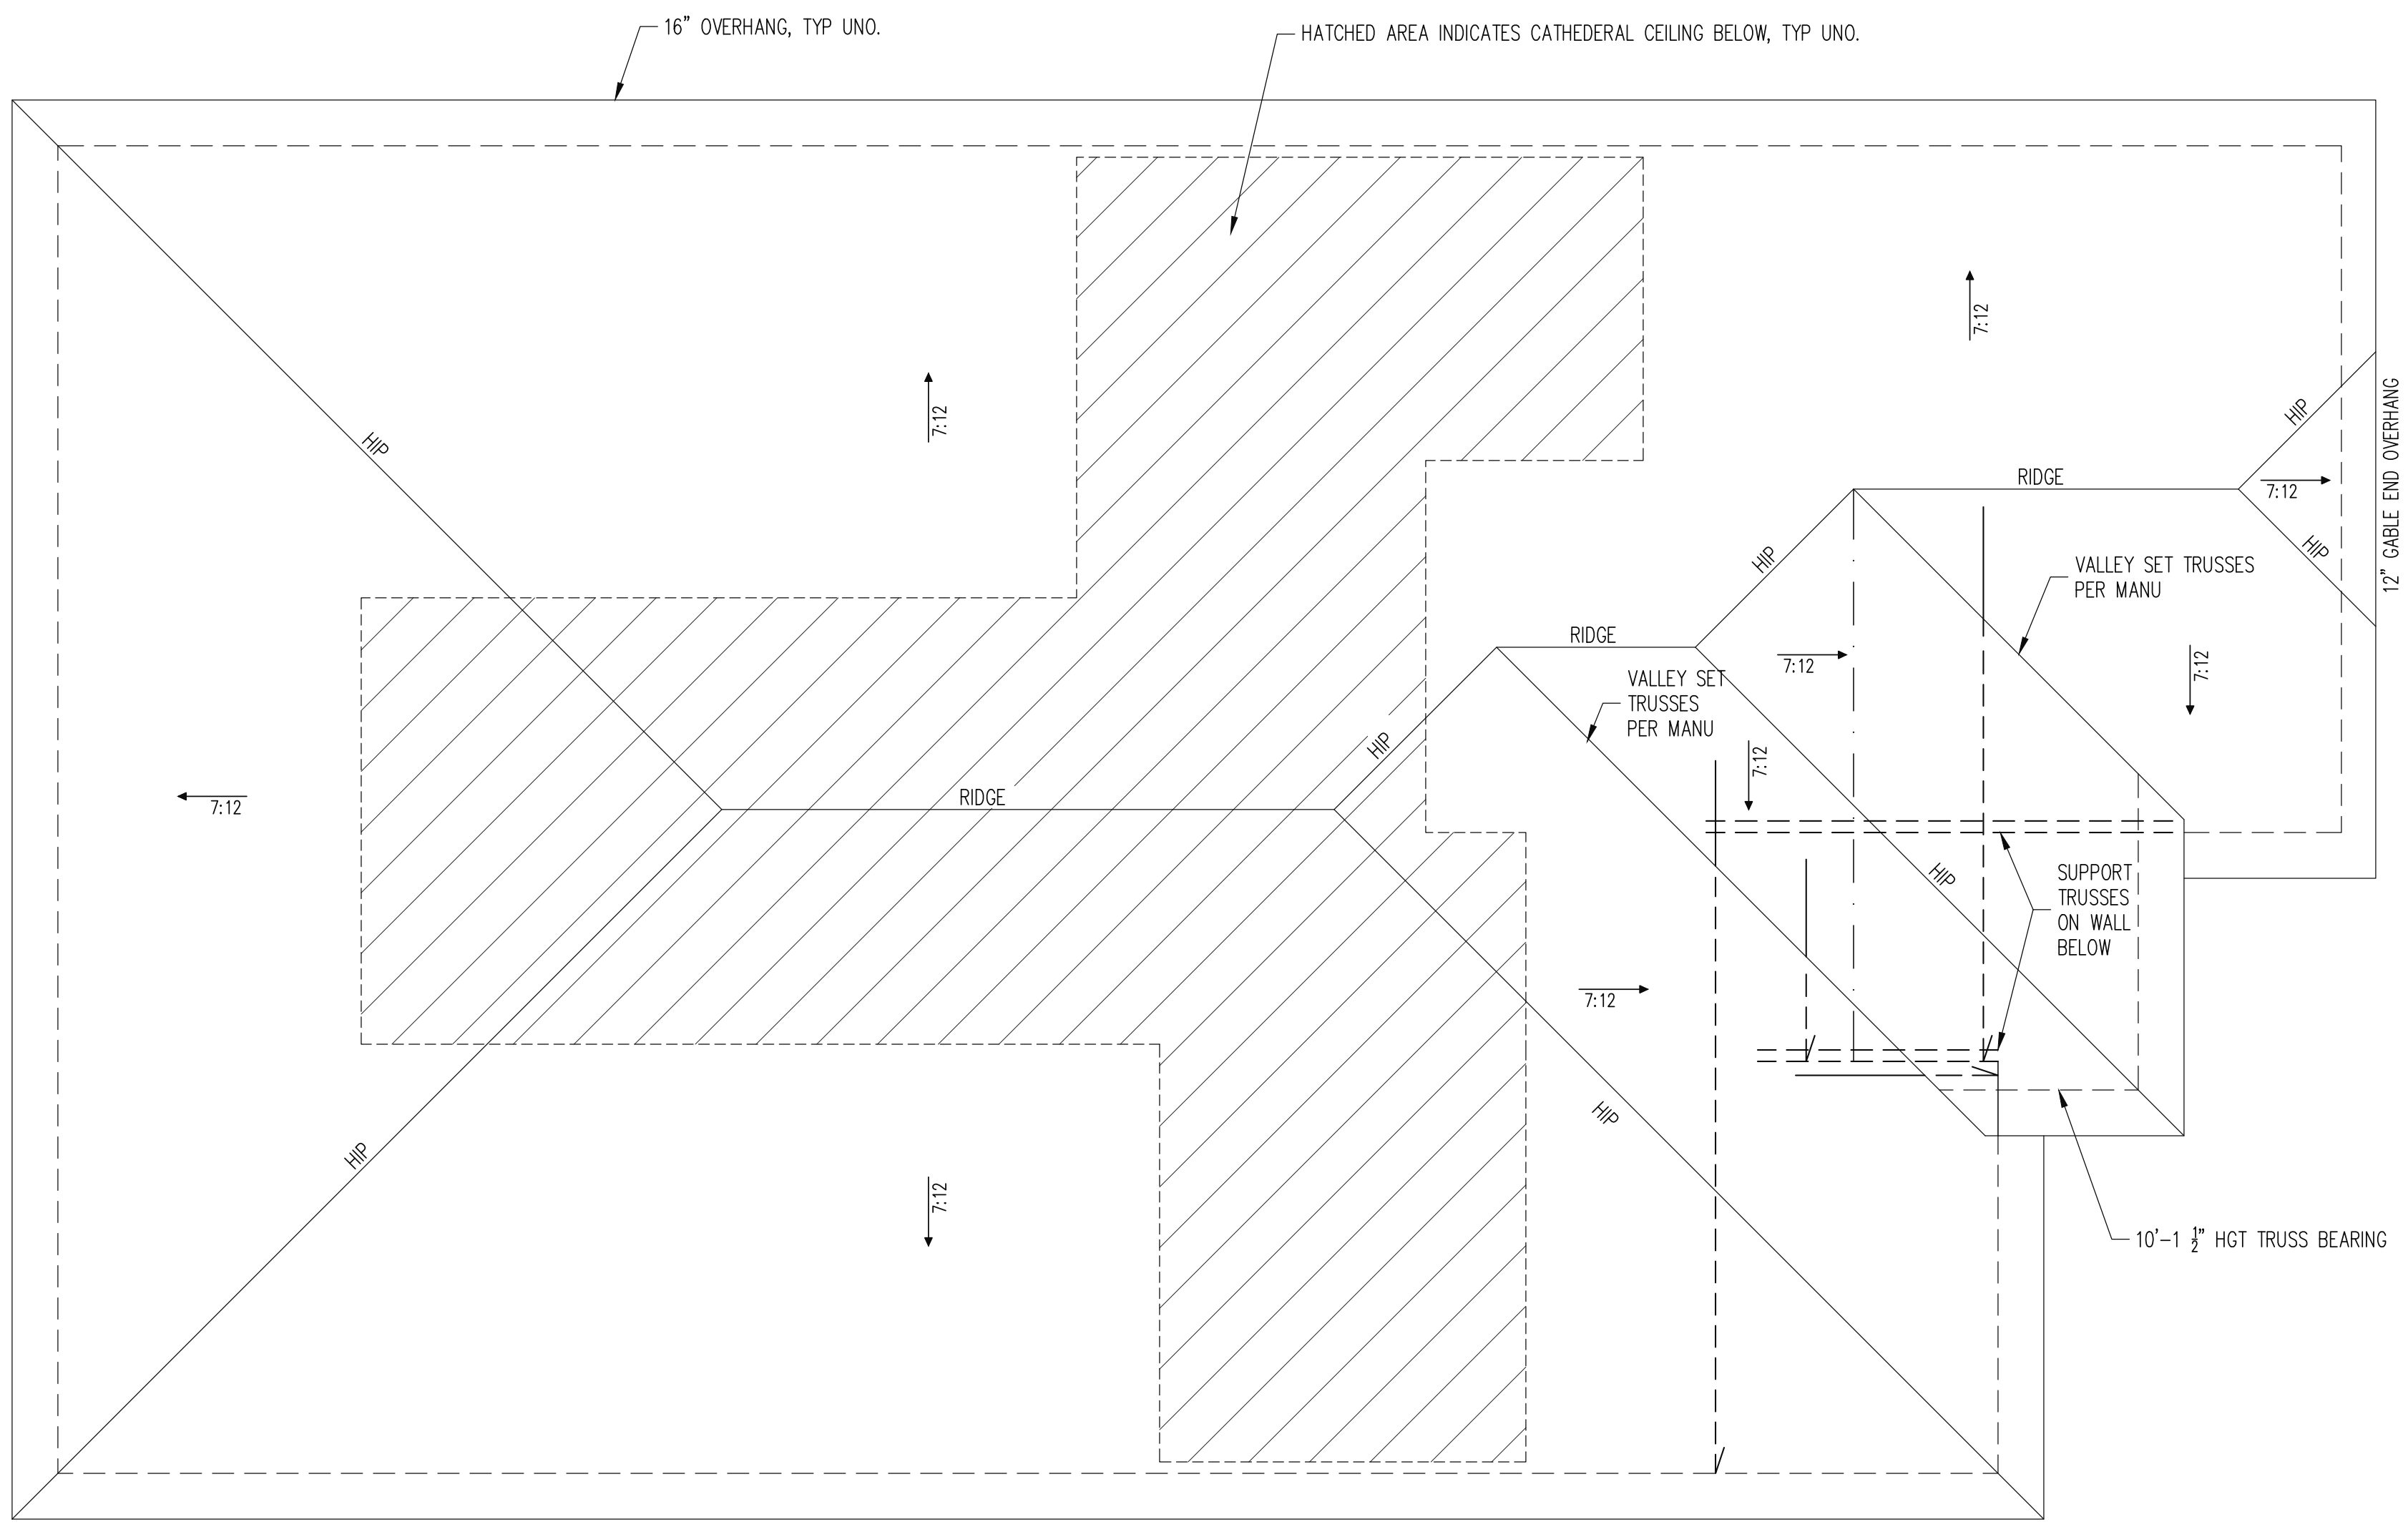 16" OVERHANG, TYP UNO.
HATCHED AREA INDICATES CATHEDERAL CEILING BELOW, TYP UNO.
7:12
7:12
HIP
12" GABLE END OVERHANG
HIP
RIDGE
7:12
HIP
HIP
VALLEY SET TRUSSES
PER MANU
RIDGE
7:12
7:12
VALLEY SET
TRUSSES
PER MANU
HIP
7:12
RIDGE
7:12
HIP
SUPPORT
TRUSSES
ON WALL
BELOW
7:12
HIP
HIP
7:12
10'-1 1/2" HGT TRUSS BEARING